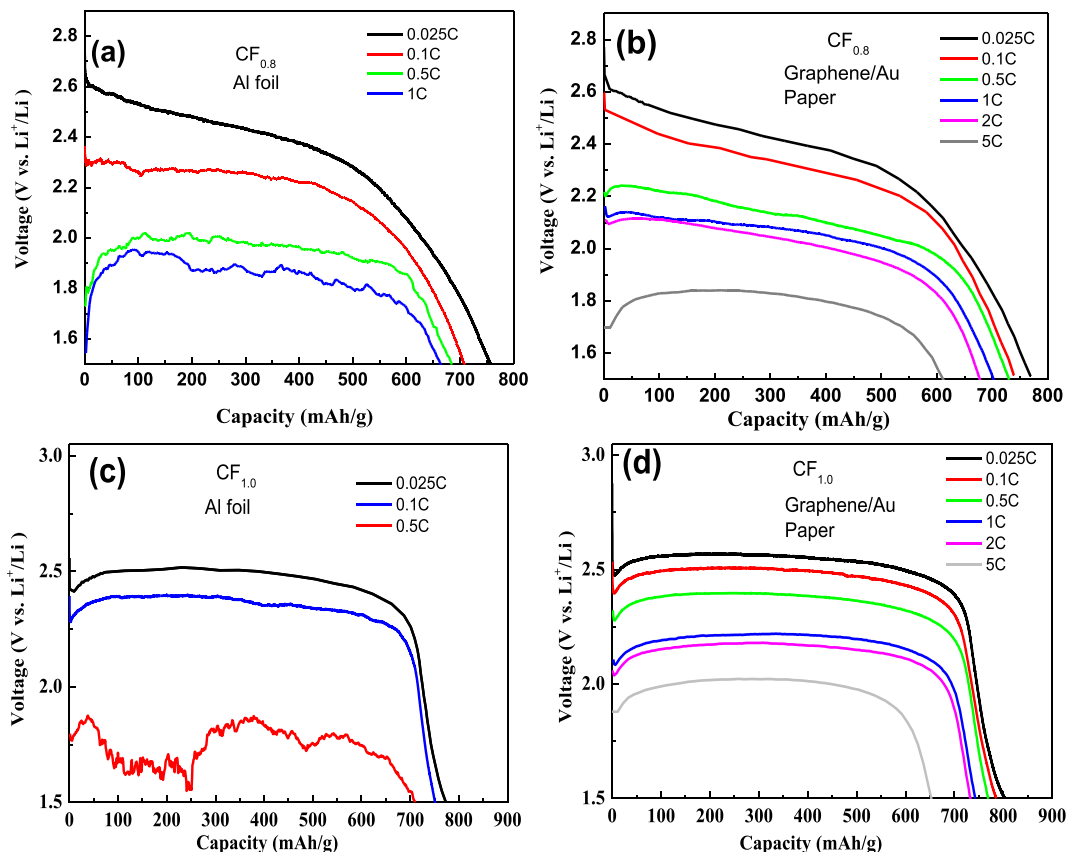 (a)
CF0.8
Al foil
0.025C
0.1C
0.5C
1C
2.8
2.6
2.4
2.2
2.0
1.8
1.6
Voltage (V vs. Li+/Li)
0 100 200 300 400 500 600 700 800
Capacity (mAh/g)
(b)
CF0.8
Graphene/Au
Paper
0.025C
0.1C
0.5C
1C
2C
5C
2.8
2.6
2.4
2.2
2.0
1.8
1.6
Voltage (V vs. Li+/Li)
0 100 200 300 400 500 600 700 800
Capacity (mAh/g)
(c)
CF1.0
Al foil
0.025C
0.1C
0.5C
3.0
2.5
2.0
1.5
Voltage (V vs. Li+/Li)
0 100 200 300 400 500 600 700 800 900
Capacity (mAh/g)
(d)
CF1.0
Graphene/Au
Paper
0.025C
0.1C
0.5C
1C
2C
5C
3.0
2.5
2.0
1.5
Voltage (V vs. Li+/Li)
0 100 200 300 400 500 600 700 800 900
Capacity (mAh/g)